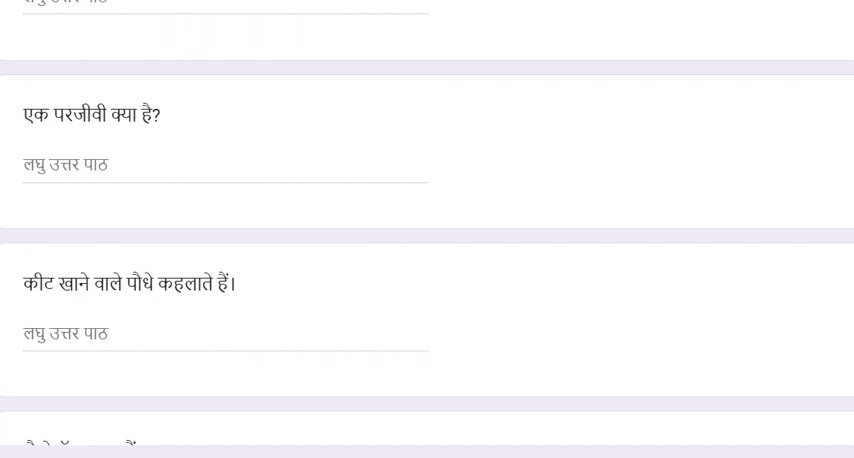 एक परजीवी क्या है?
लघु उत्तर पाठ
कीट खाने वाले पौधे कहलाते हैं।
लघु उत्तर पाठ